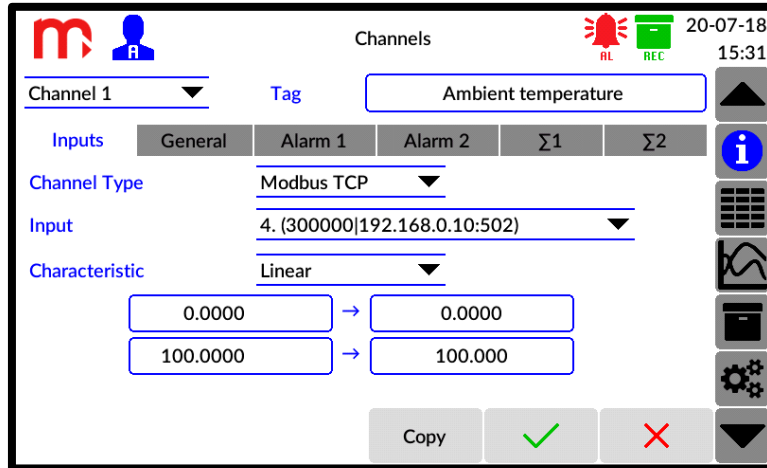 Channels
20-07-18
A
AL
REC
15:31
Channel 1
Tag
Ambient temperature
Inputs
General
Alarm 1
Alarm 2
∑1
∑2
i
Channel Type
Modbus TCP
Input
4. (300000|192.168.0.10:502)
Characteristic
Linear
0.0000 → 0.0000
100.0000 → 100.000
Copy